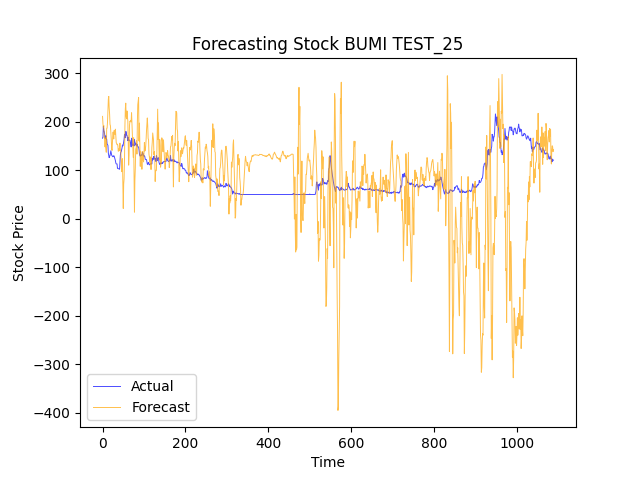 Forecasting Stock BUMI TEST_25
300
200
100
0
−100
−200
−300
−400
Stock Price
Actual
Forecast
0 200 400 600 800 1000
Time